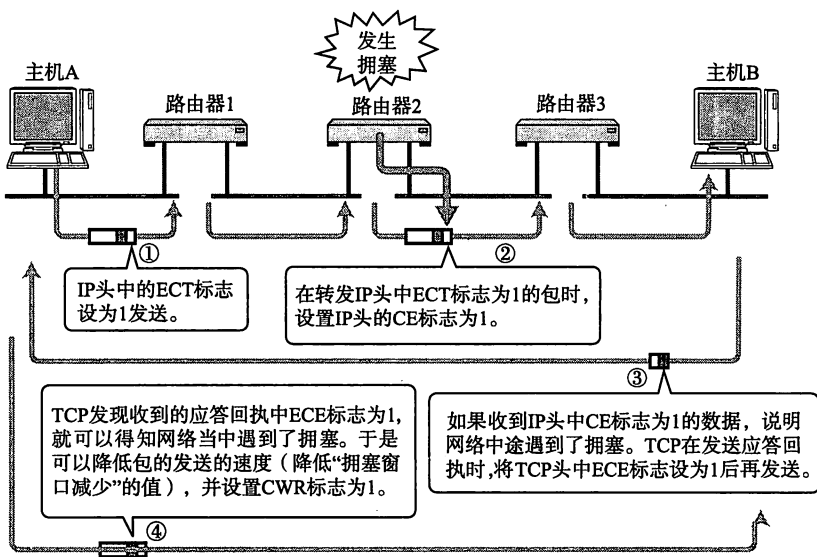 发生
拥塞
主机A
路由器1
路由器2
路由器3
主机B
①
②
IP头中的ECT标志
设为1发送。
在转发IP头中ECT标志为1的包时，
设置IP头的CE标志为1。
③
TCP发现收到的应答回执中ECE标志为1，
就可以得知网络当中遇到了拥塞。于是
可以降低包的发送的速度（降低“拥塞窗
口减少”的值），并设置CWR标志为1。
如果收到IP头中CE标志为1的数据，说明
网络中途遇到了拥塞。TCP在发送应答回
执时，将TCP头中ECE标志设为1后再发送。
④